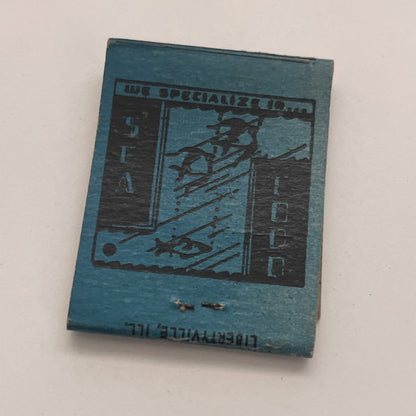 WE SPECIALIZE IN...
SEA
FOOD
LIBERTYVILLE, ILL.